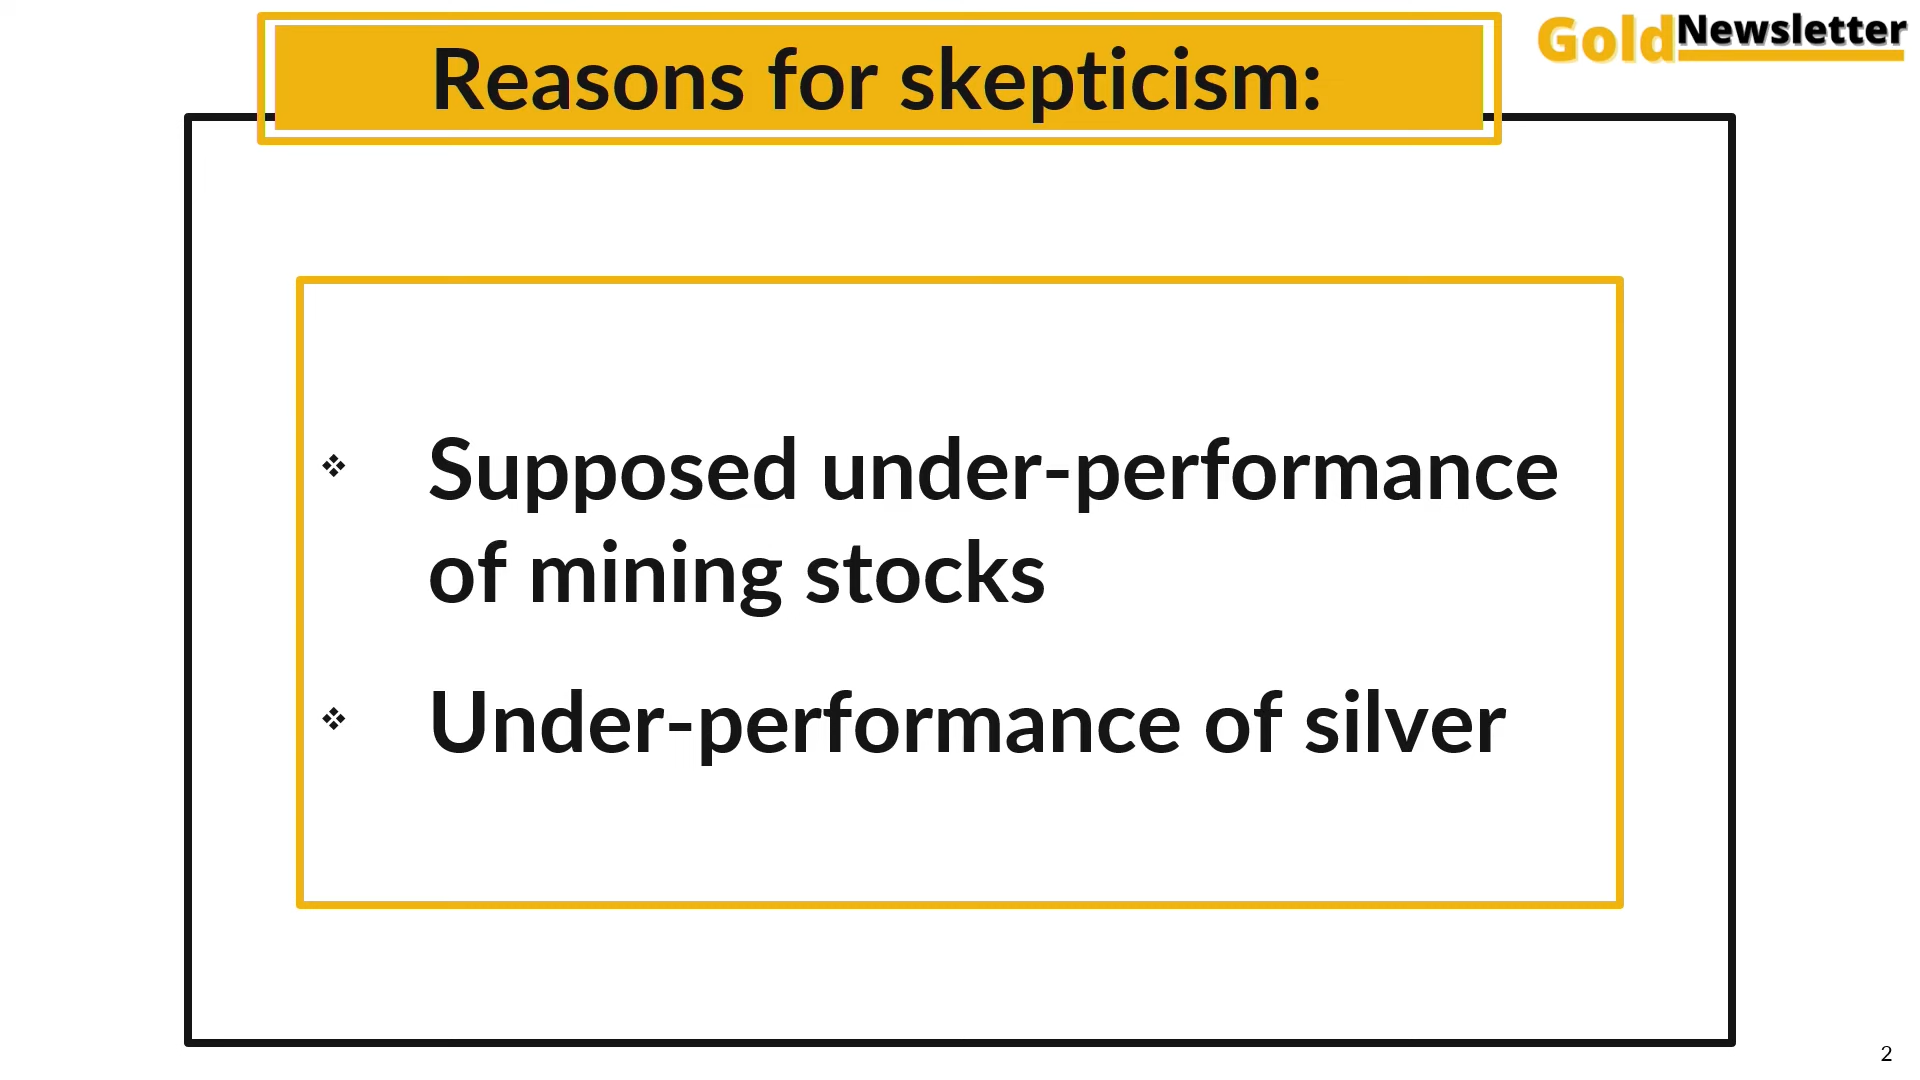 Reasons for skepticism:
GoldNewsletter
❖ Supposed under-performance
of mining stocks
❖ Under-performance of silver
2